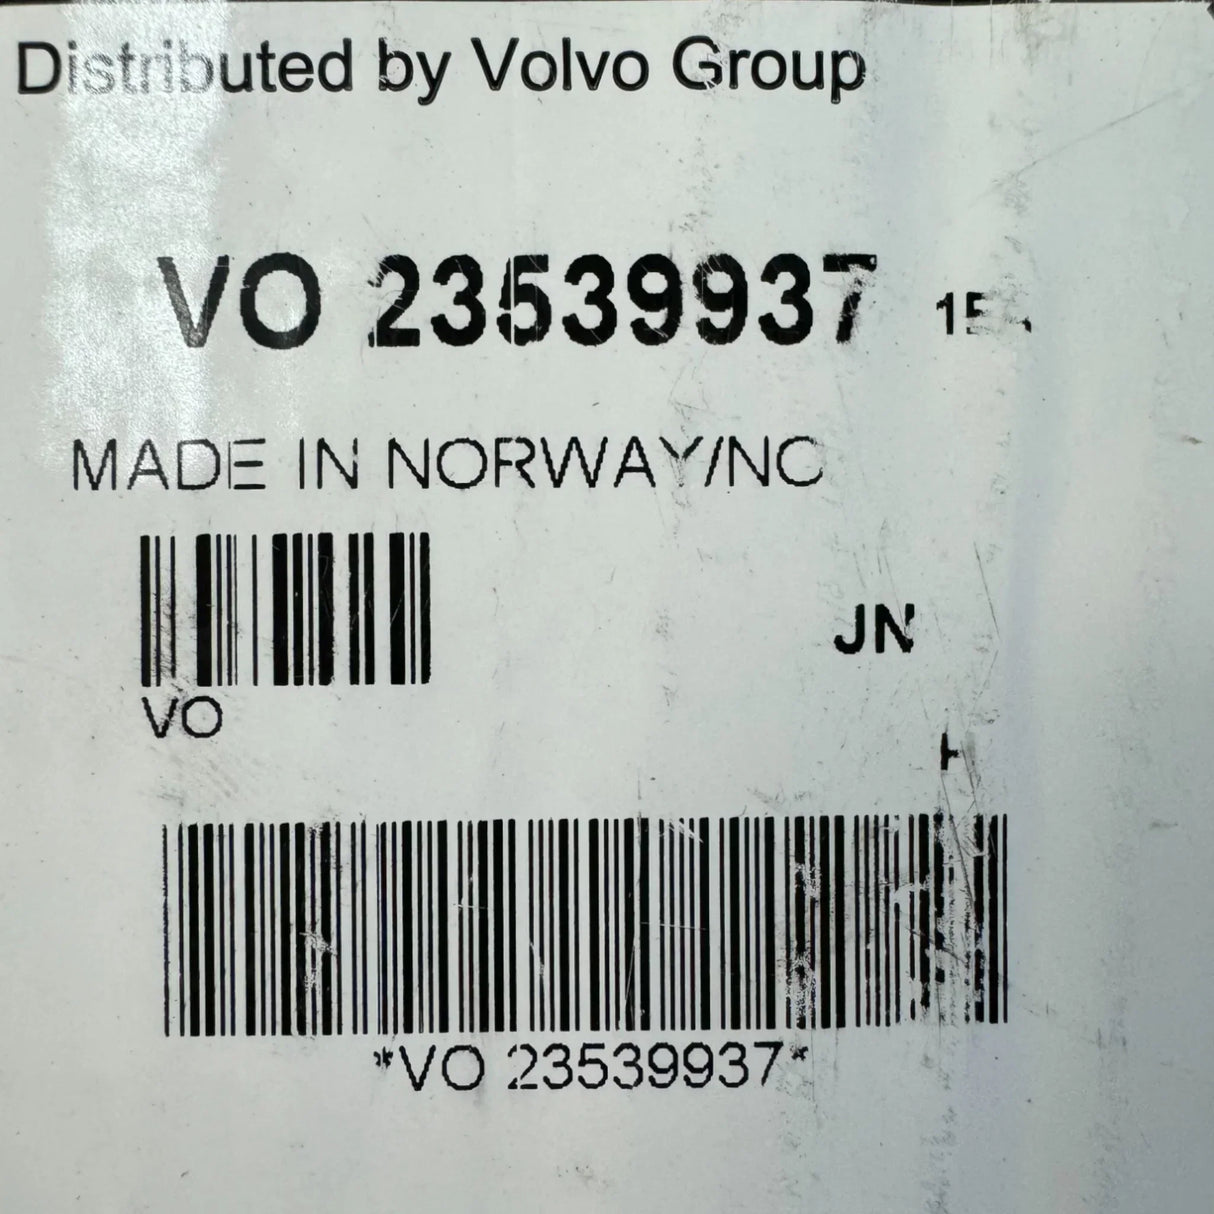 Distributed by Volvo Group
VO 23539937
MADE IN NORWAY/NO
JN
VO
*VO 23539937*